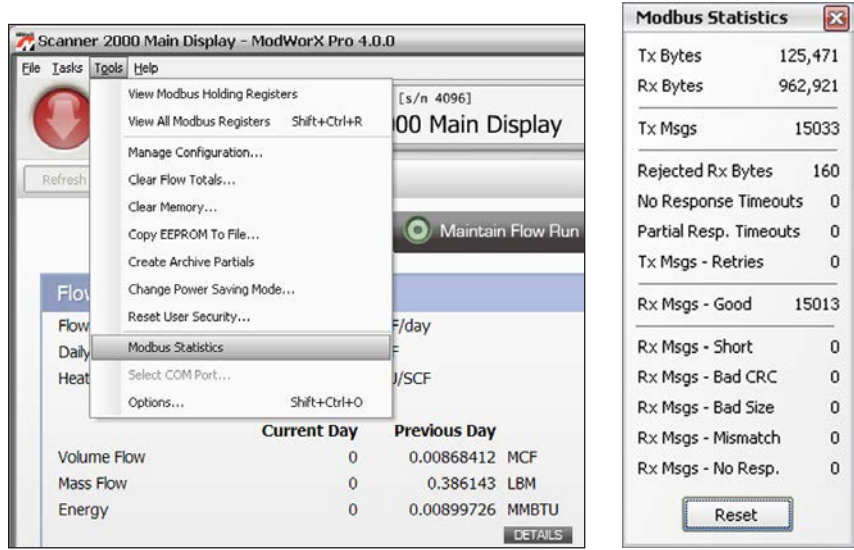 Scanner 2000 Main Display - ModWorX Pro 4.0.0
File Tasks Tools Help
View Modbus Holding Registers
View All Modbus Registers Shift+Ctrl+R
Manage Configuration...
Clear Flow Totals...
Clear Memory...
Copy EEPROM To File...
Create Archive Partials
Change Power Saving Mode...
Reset User Security...
Modbus Statistics
Select COM Port...
Options... Shift+Ctrl+O
[s/n 4096]
00 Main Display
Refresh
Maintain Flow Run
Flow
Flow F/day
Daily F
Heat J/SCF
Current Day Previous Day
Volume Flow 0 0.00868412 MCF
Mass Flow 0 0.386143 LBM
Energy 0 0.00899726 MMBTU
DETAILS
Modbus Statistics
Tx Bytes 125,471
Rx Bytes 962,921
Tx Msgs 15033
Rejected Rx Bytes 160
No Response Timeouts 0
Partial Resp. Timeouts 0
Tx Msgs - Retries 0
Rx Msgs - Good 15013
Rx Msgs - Short 0
Rx Msgs - Bad CRC 0
Rx Msgs - Bad Size 0
Rx Msgs - Mismatch 0
Rx Msgs - No Resp. 0
Reset